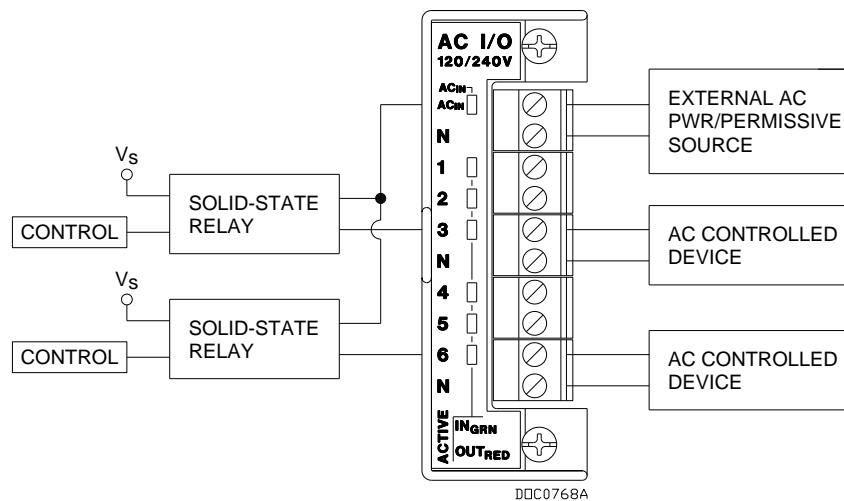 AC I/O
120/240V
ACIN
ACIN
N
1
2
3
N
4
5
6
N
ACTIVE
INGRN
OUTRED
VS
SOLID-STATE
RELAY
CONTROL
VS
SOLID-STATE
RELAY
CONTROL
EXTERNAL AC
PWR/PERMISSIVE
SOURCE
AC CONTROLLED
DEVICE
AC CONTROLLED
DEVICE
DOC0768A